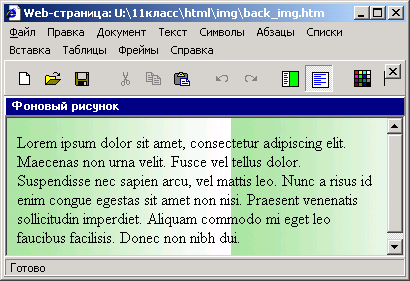 Web-страница: U:\11класс\html\img\back_img.htm
Файл Правка Документ Текст Символы Абзацы Списки
Вставка Таблицы Фреймы Справка
Фоновый рисунок
Lorem ipsum dolor sit amet, consectetur adipiscing elit.
Maecenas non urna velit. Fusce vel tellus dolor.
Suspendisse nec sapien arcu, vel mattis leo. Nunc a risus id
enim congue egestas sit amet non nisi. Praesent venenatis
sollicitudin imperdiet. Aliquam commodo mi eget leo
faucibus facilisis. Donec non nibh dui.
Готово